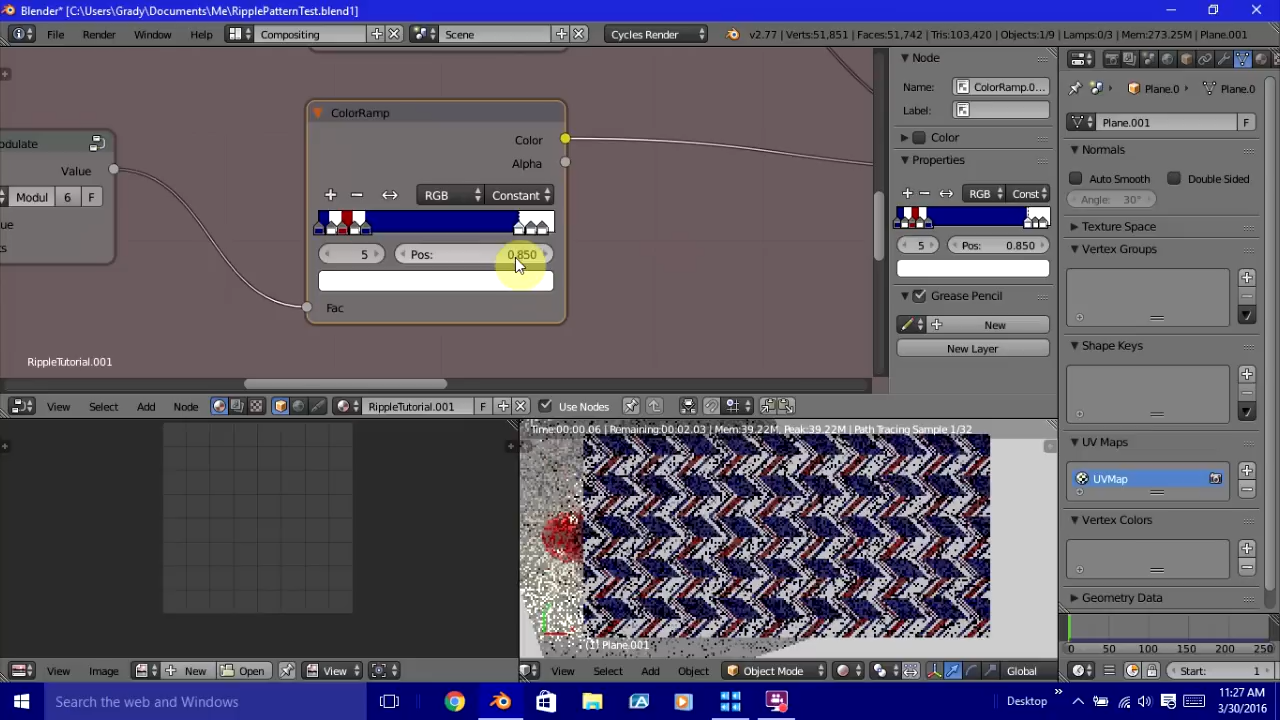 Blender* [C:\Users\Grady\Documents\Me\RipplePatternTest.blend1]
File Render Window Help Compositing Scene Cycles Render v2.77 | Verts:51,851 | Faces:51,742 | Tris:103,420 | Objects:1/9 | Lamps:0/3 | Mem:273.25M | Plane.001
ColorRamp
Color
Alpha
RGB Constant
5 Pos: 0.850
Fac
odulate
Value
Modul 6 F
ue
s
RippleTutorial.001
Node
Name: ColorRamp.0...
Label:
Color
Properties
RGB Const
5 Pos: 0.850
Grease Pencil
New
New Layer
Plane.0 Plane.0
Plane.001 F
Normals
Auto Smooth Double Sided
Angle: 30°
Texture Space
Vertex Groups
Shape Keys
UV Maps
UVMap
Vertex Colors
Geometry Data
View Select Add Node RippleTutorial.001 F Use Nodes
Time:00:00.06 | Remaining:00:02.03 | Mem:39.22M, Peak:39.22M | Path Tracing Sample 1/32
(1) Plane.001
View Image New Open View
View Select Add Object Object Mode Global
0 50 100 150 200 250
Start: 1
Search the web and Windows
Desktop
11:27 AM
3/30/2016